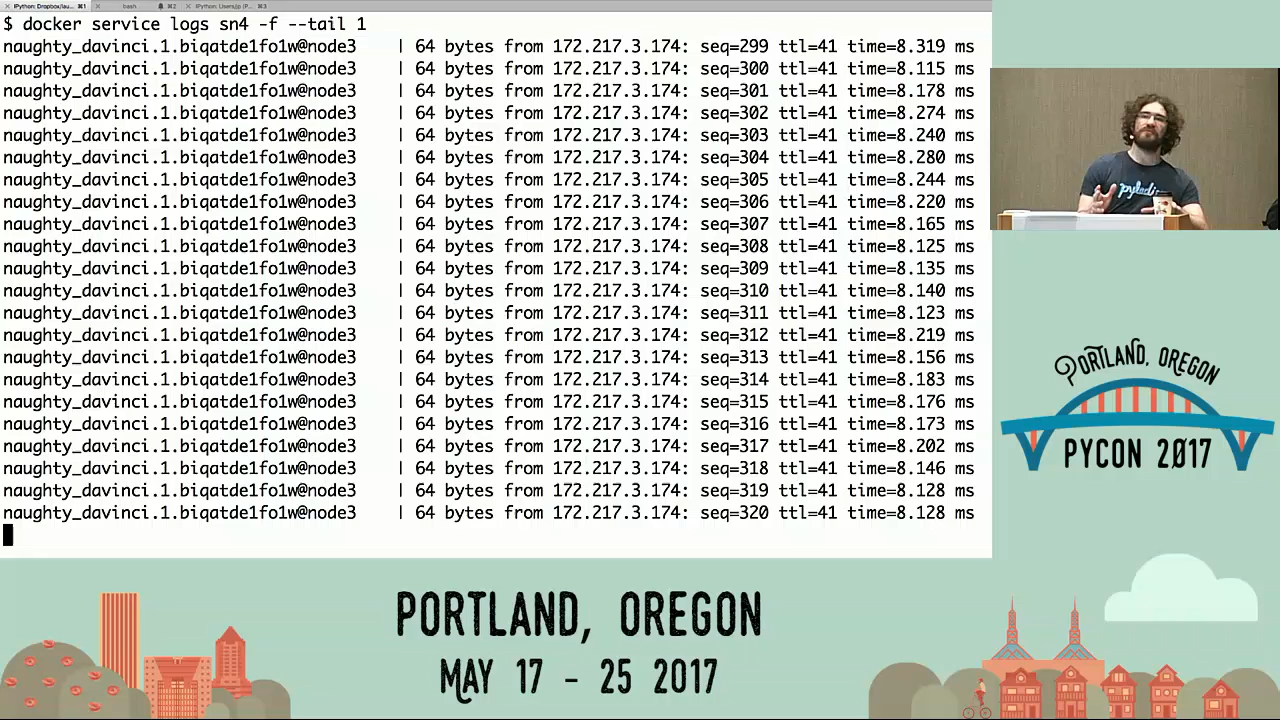 IPython: Dropbox/lau... ⌘1 bash ⌘2 IPython: Users/jp (P... ⌘3
$ docker service logs sn4 -f --tail 1
naughty_davinci.1.biqatde1fo1w@node3 | 64 bytes from 172.217.3.174: seq=299 ttl=41 time=8.319 ms
naughty_davinci.1.biqatde1fo1w@node3 | 64 bytes from 172.217.3.174: seq=300 ttl=41 time=8.115 ms
naughty_davinci.1.biqatde1fo1w@node3 | 64 bytes from 172.217.3.174: seq=301 ttl=41 time=8.178 ms
naughty_davinci.1.biqatde1fo1w@node3 | 64 bytes from 172.217.3.174: seq=302 ttl=41 time=8.274 ms
naughty_davinci.1.biqatde1fo1w@node3 | 64 bytes from 172.217.3.174: seq=303 ttl=41 time=8.240 ms
naughty_davinci.1.biqatde1fo1w@node3 | 64 bytes from 172.217.3.174: seq=304 ttl=41 time=8.280 ms
naughty_davinci.1.biqatde1fo1w@node3 | 64 bytes from 172.217.3.174: seq=305 ttl=41 time=8.244 ms
naughty_davinci.1.biqatde1fo1w@node3 | 64 bytes from 172.217.3.174: seq=306 ttl=41 time=8.220 ms
naughty_davinci.1.biqatde1fo1w@node3 | 64 bytes from 172.217.3.174: seq=307 ttl=41 time=8.165 ms
naughty_davinci.1.biqatde1fo1w@node3 | 64 bytes from 172.217.3.174: seq=308 ttl=41 time=8.125 ms
naughty_davinci.1.biqatde1fo1w@node3 | 64 bytes from 172.217.3.174: seq=309 ttl=41 time=8.135 ms
naughty_davinci.1.biqatde1fo1w@node3 | 64 bytes from 172.217.3.174: seq=310 ttl=41 time=8.140 ms
naughty_davinci.1.biqatde1fo1w@node3 | 64 bytes from 172.217.3.174: seq=311 ttl=41 time=8.123 ms
naughty_davinci.1.biqatde1fo1w@node3 | 64 bytes from 172.217.3.174: seq=312 ttl=41 time=8.219 ms
naughty_davinci.1.biqatde1fo1w@node3 | 64 bytes from 172.217.3.174: seq=313 ttl=41 time=8.156 ms
naughty_davinci.1.biqatde1fo1w@node3 | 64 bytes from 172.217.3.174: seq=314 ttl=41 time=8.183 ms
naughty_davinci.1.biqatde1fo1w@node3 | 64 bytes from 172.217.3.174: seq=315 ttl=41 time=8.176 ms
naughty_davinci.1.biqatde1fo1w@node3 | 64 bytes from 172.217.3.174: seq=316 ttl=41 time=8.173 ms
naughty_davinci.1.biqatde1fo1w@node3 | 64 bytes from 172.217.3.174: seq=317 ttl=41 time=8.202 ms
naughty_davinci.1.biqatde1fo1w@node3 | 64 bytes from 172.217.3.174: seq=318 ttl=41 time=8.146 ms
naughty_davinci.1.biqatde1fo1w@node3 | 64 bytes from 172.217.3.174: seq=319 ttl=41 time=8.128 ms
naughty_davinci.1.biqatde1fo1w@node3 | 64 bytes from 172.217.3.174: seq=320 ttl=41 time=8.128 ms
PORTLAND, OREGON
PYCON 2017
PORTLAND, OREGON
MAY 17 - 25 2017